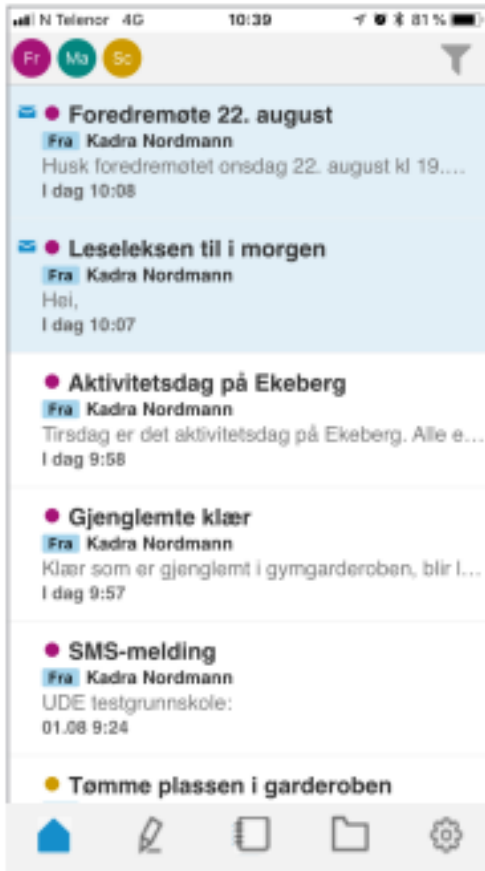 N Telenor 4G 10:39 81 %
Fr Ma Sc
Foredremøte 22. august
Fra Kadra Nordmann
Husk foredremøtet onsdag 22. august kl 19....
I dag 10:08
Leseleksen til i morgen
Fra Kadra Nordmann
Hei,
I dag 10:07
Aktivitetsdag på Ekeberg
Fra Kadra Nordmann
Tirsdag er det aktivitetsdag på Ekeberg. Alle e...
I dag 9:58
Gjenglemte klær
Fra Kadra Nordmann
Klær som er gjenglemt i gymgarderoben, blir l...
I dag 9:57
SMS-melding
Fra Kadra Nordmann
UDE testgrunnskole:
01.08 9:24
Tømme plassen i garderoben